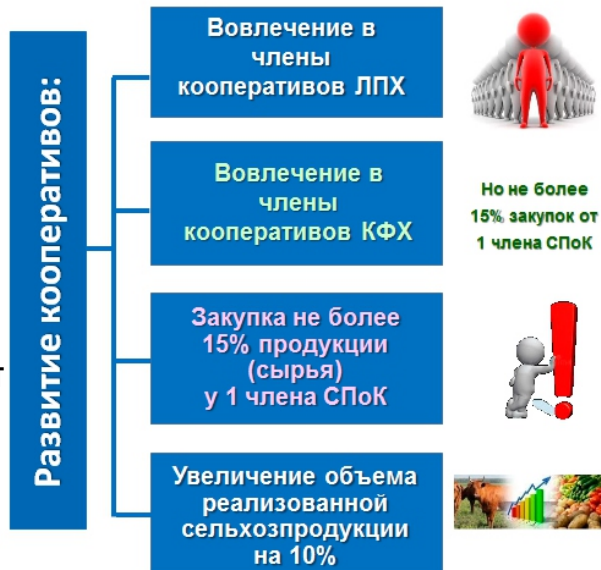 Развитие кооперативов:
Вовлечение в
члены
кооперативов ЛПХ
Вовлечение в
члены
кооперативов КФХ
Но не более
15% закупок от
1 члена СПоК
Закупка не более
15% продукции
(сырья)
у 1 члена СПоК
Увеличение объема
реализованной
сельхозпродукции
на 10%